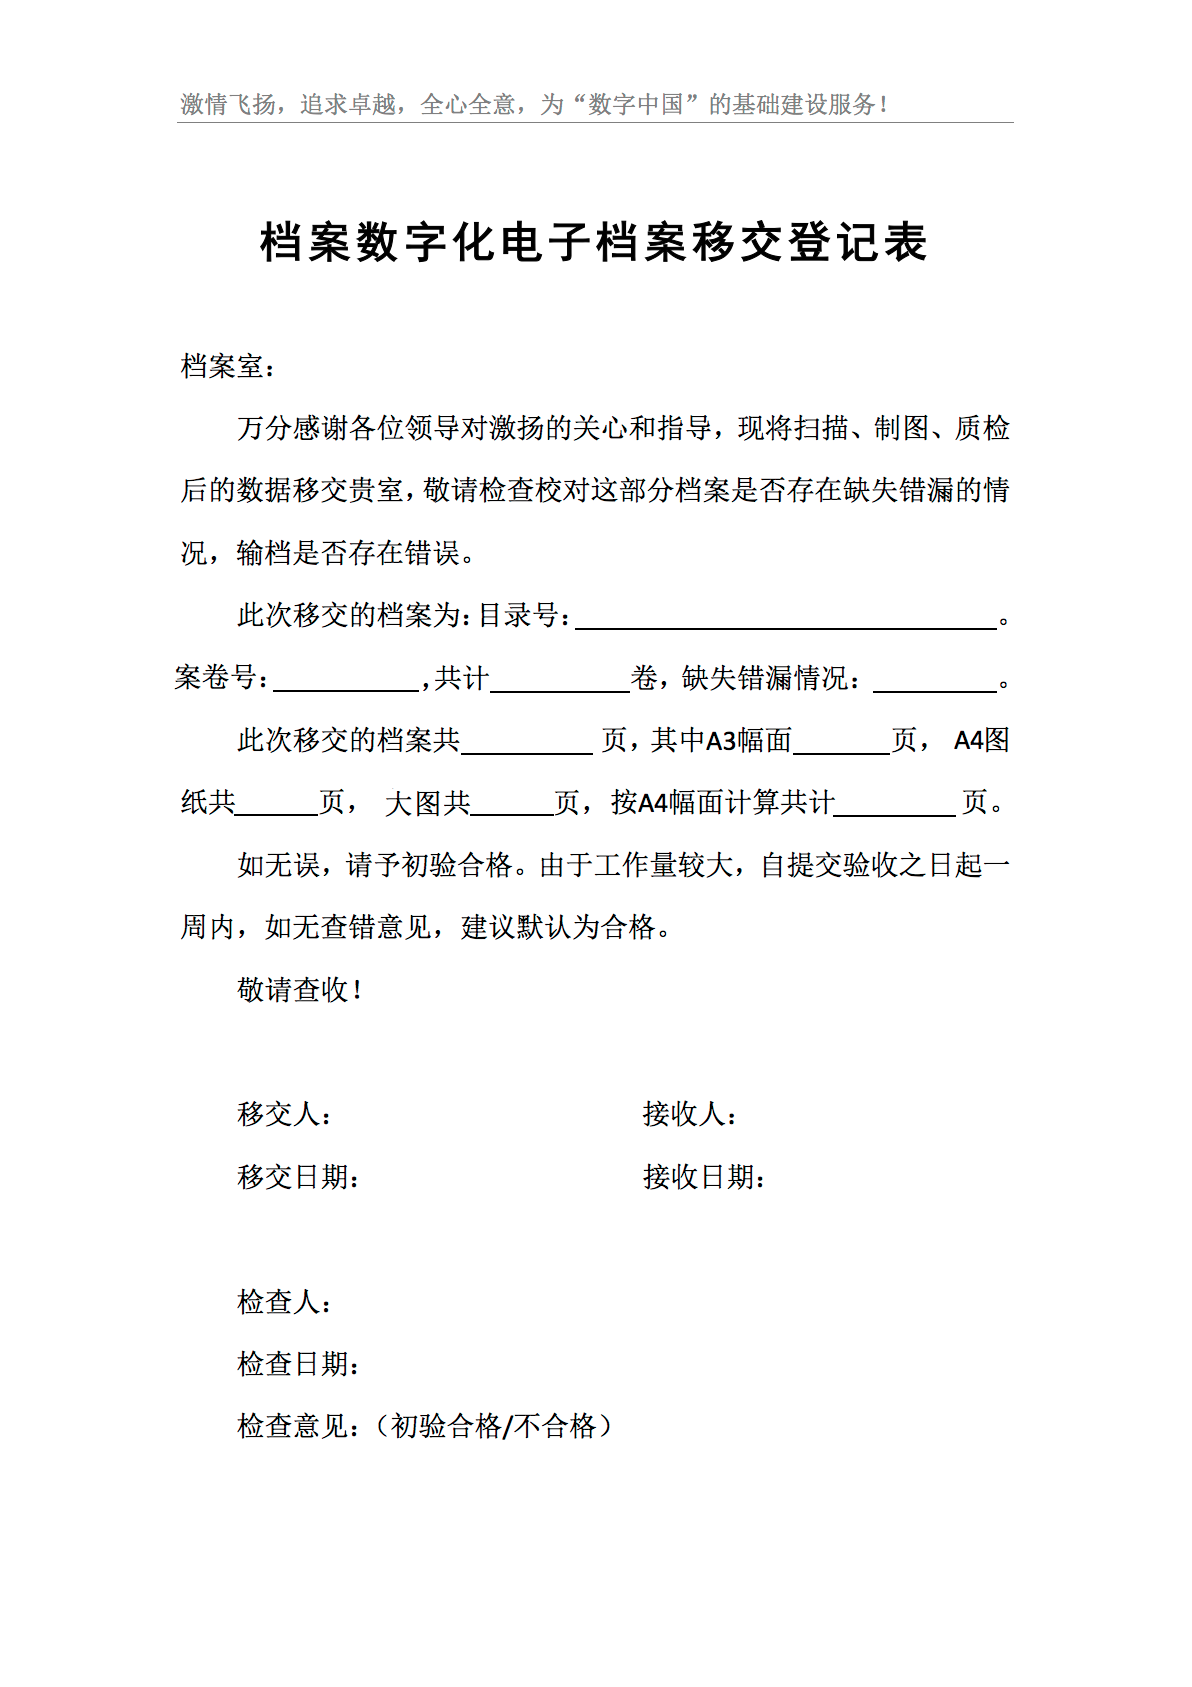 激情飞扬，追求卓越，全心全意，为“数字中国”的基础建设服务！
档案数字化电子档案移交登记表
档案室：
万分感谢各位领导对激扬的关心和指导，现将扫描、制图、质检
后的数据移交贵室，敬请检查校对这部分档案是否存在缺失错漏的情
况，输档是否存在错误。
此次移交的档案为：目录号：______________________________。
案卷号：__________，共计__________卷，缺失错漏情况：_________。
此次移交的档案共_________ 页，其中A3幅面_______页， A4图
纸共______页， 大图共______页，按A4幅面计算共计_________ 页。
如无误，请予初验合格。由于工作量较大，自提交验收之日起一
周内，如无查错意见，建议默认为合格。
敬请查收！
移交人： 接收人：
移交日期： 接收日期：
检查人：
检查日期：
检查意见：（初验合格/不合格）